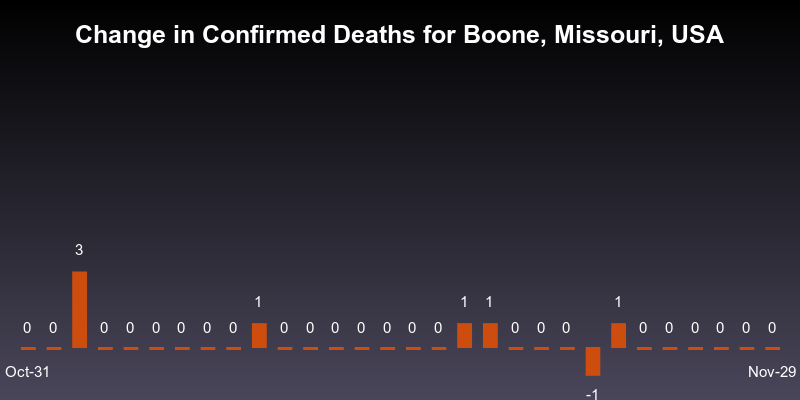 Change in Confirmed Deaths for Boone, Missouri, USA
3
1 1 1 1
0 0 0 0 0 0 0 0 0 0 0 0 0 0 0 0 0 0 0 0 0 0 0 0
Oct-31 Nov-29
-1